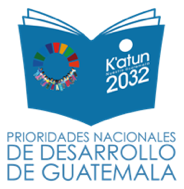 K'atun
2032
PRIORIDADES NACIONALES
DE DESARROLLO
DE GUATEMALA